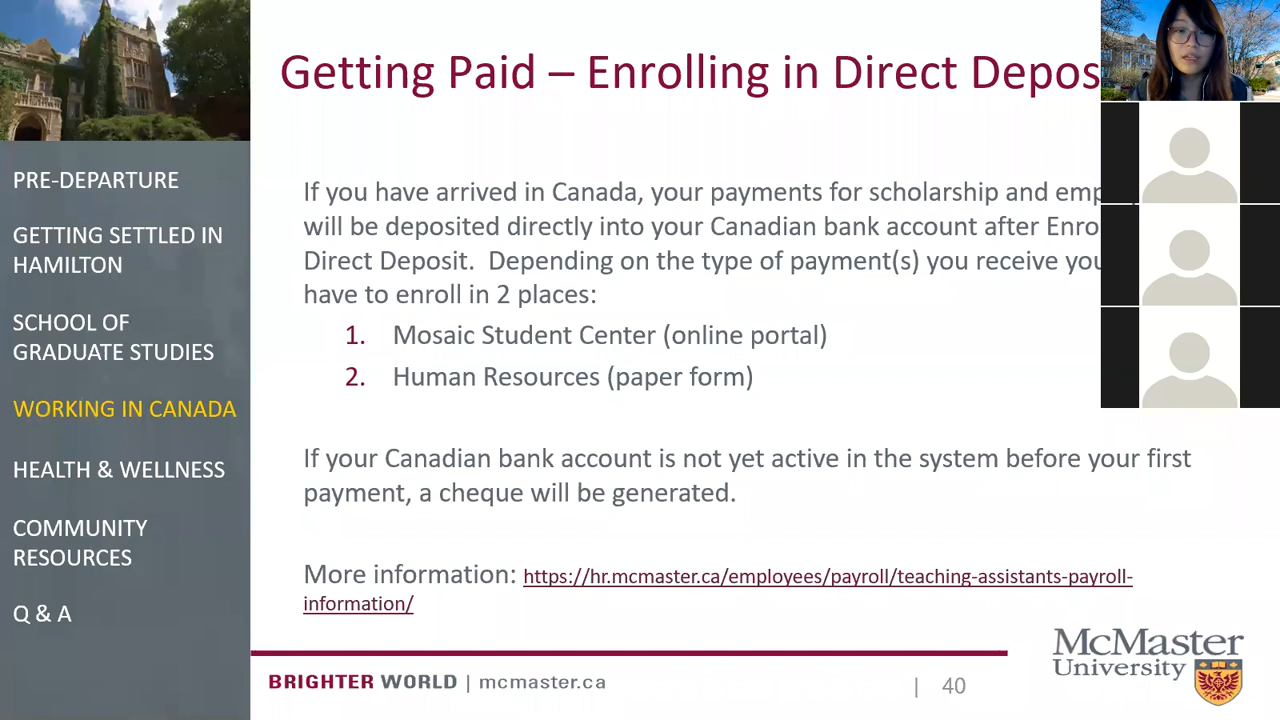 Getting Paid – Enrolling in Direct
PRE-DEPARTURE
GETTING SETTLED IN
HAMILTON
SCHOOL OF
GRADUATE STUDIES
WORKING IN CANADA
HEALTH & WELLNESS
COMMUNITY
RESOURCES
Q & A
If you have arrived in Canada, your payments for scholarship and
will be deposited directly into your Canadian bank account after
Direct Deposit. Depending on the type of payment(s) you receive
have to enroll in 2 places:
1. Mosaic Student Center (online portal)
2. Human Resources (paper form)
If your Canadian bank account is not yet active in the system before your first
payment, a cheque will be generated.
More information: https://hr.mcmaster.ca/employees/payroll/teaching-assistants-payroll-
information/
BRIGHTER WORLD | mcmaster.ca
| 40
McMaster
University